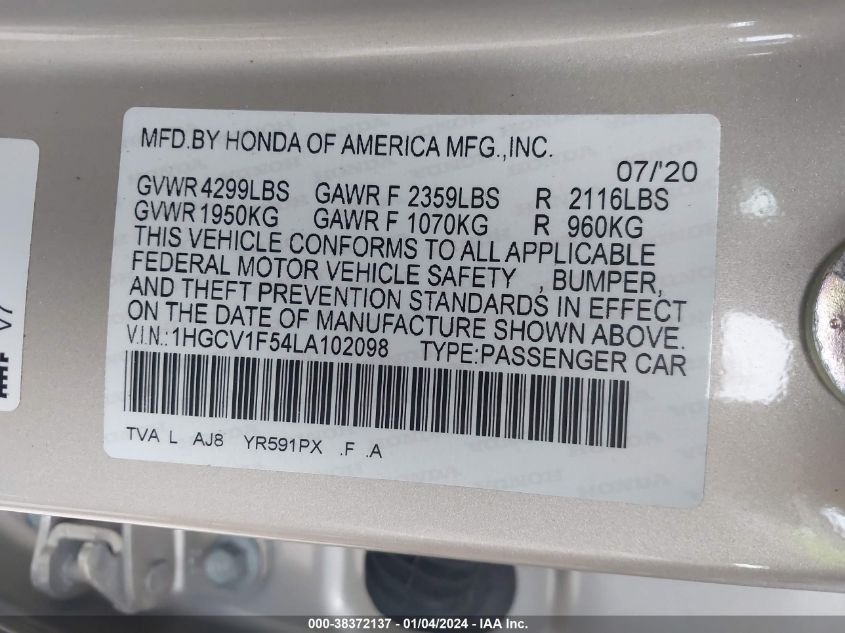 MFD.BY HONDA OF AMERICA MFG.,INC.
07/'20
GVWR 4299LBS GAWR F 2359LBS R 2116LBS
GVWR 1950KG GAWR F 1070KG R 960KG
THIS VEHICLE CONFORMS TO ALL APPLICABLE
FEDERAL MOTOR VEHICLE SAFETY , BUMPER,
AND THEFT PREVENTION STANDARDS IN EFFECT
ON THE DATE OF MANUFACTURE SHOWN ABOVE.
V.I.N.:1HGCV1F54LA102098 TYPE:PASSENGER CAR
TVA L AJ8 YR591PX .F .A
V7
000-38372137 - 01/04/2024 - IAA Inc.